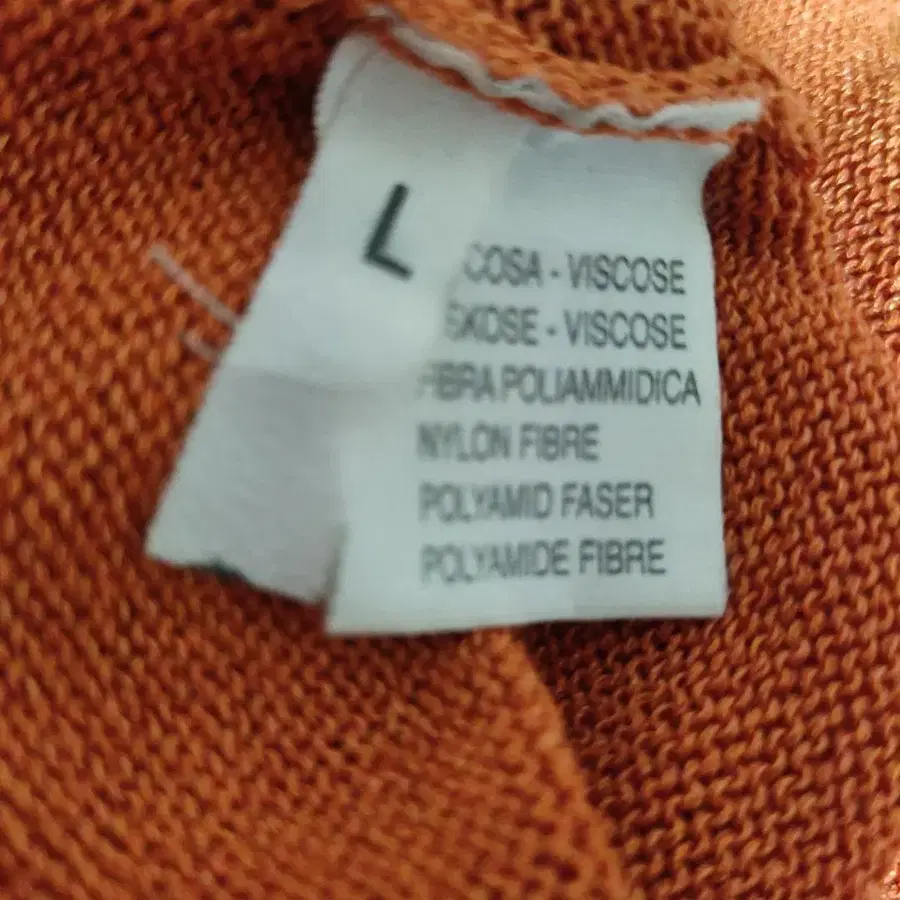 L
COSA - VISCOSE
SKOSE - VISCOSE
FIBRA POLIAMMIDICA
NYLON FIBRE
POLYAMID FASER
POLYAMIDE FIBRE